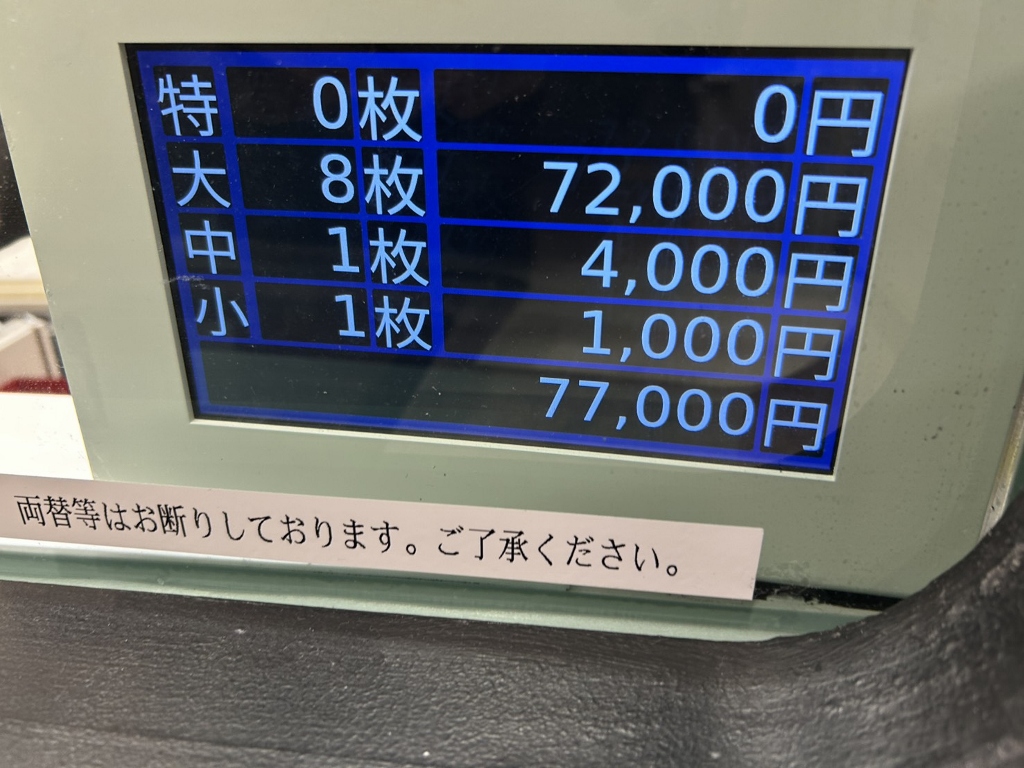 特 0枚 0円
大 8枚 72,000円
中 1枚 4,000円
小 1枚 1,000円
77,000円
両替等はお断りしております。ご了承ください。